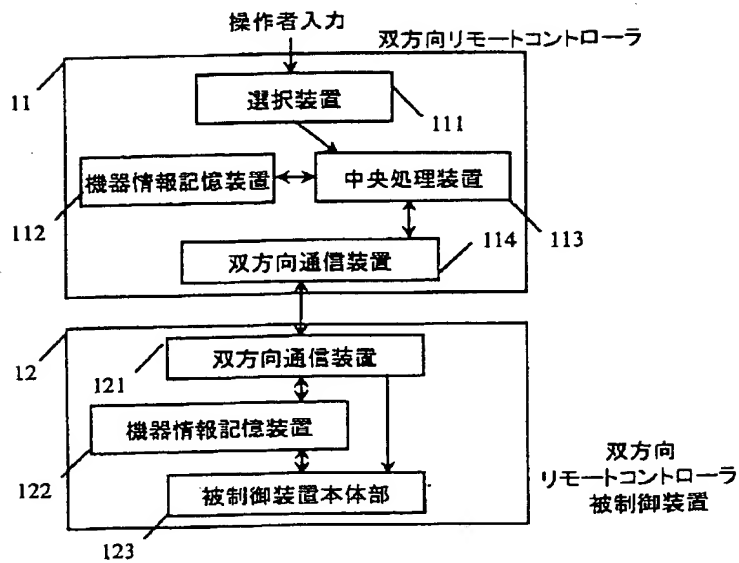 操作者入力
双方向リモートコントローラ
11
選択装置
111
機器情報記憶装置
中央処理装置
112
113
双方向通信装置
114
12
双方向通信装置
121
機器情報記憶装置
122
双方向
リモートコントローラ
被制御装置
被制御装置本体部
123